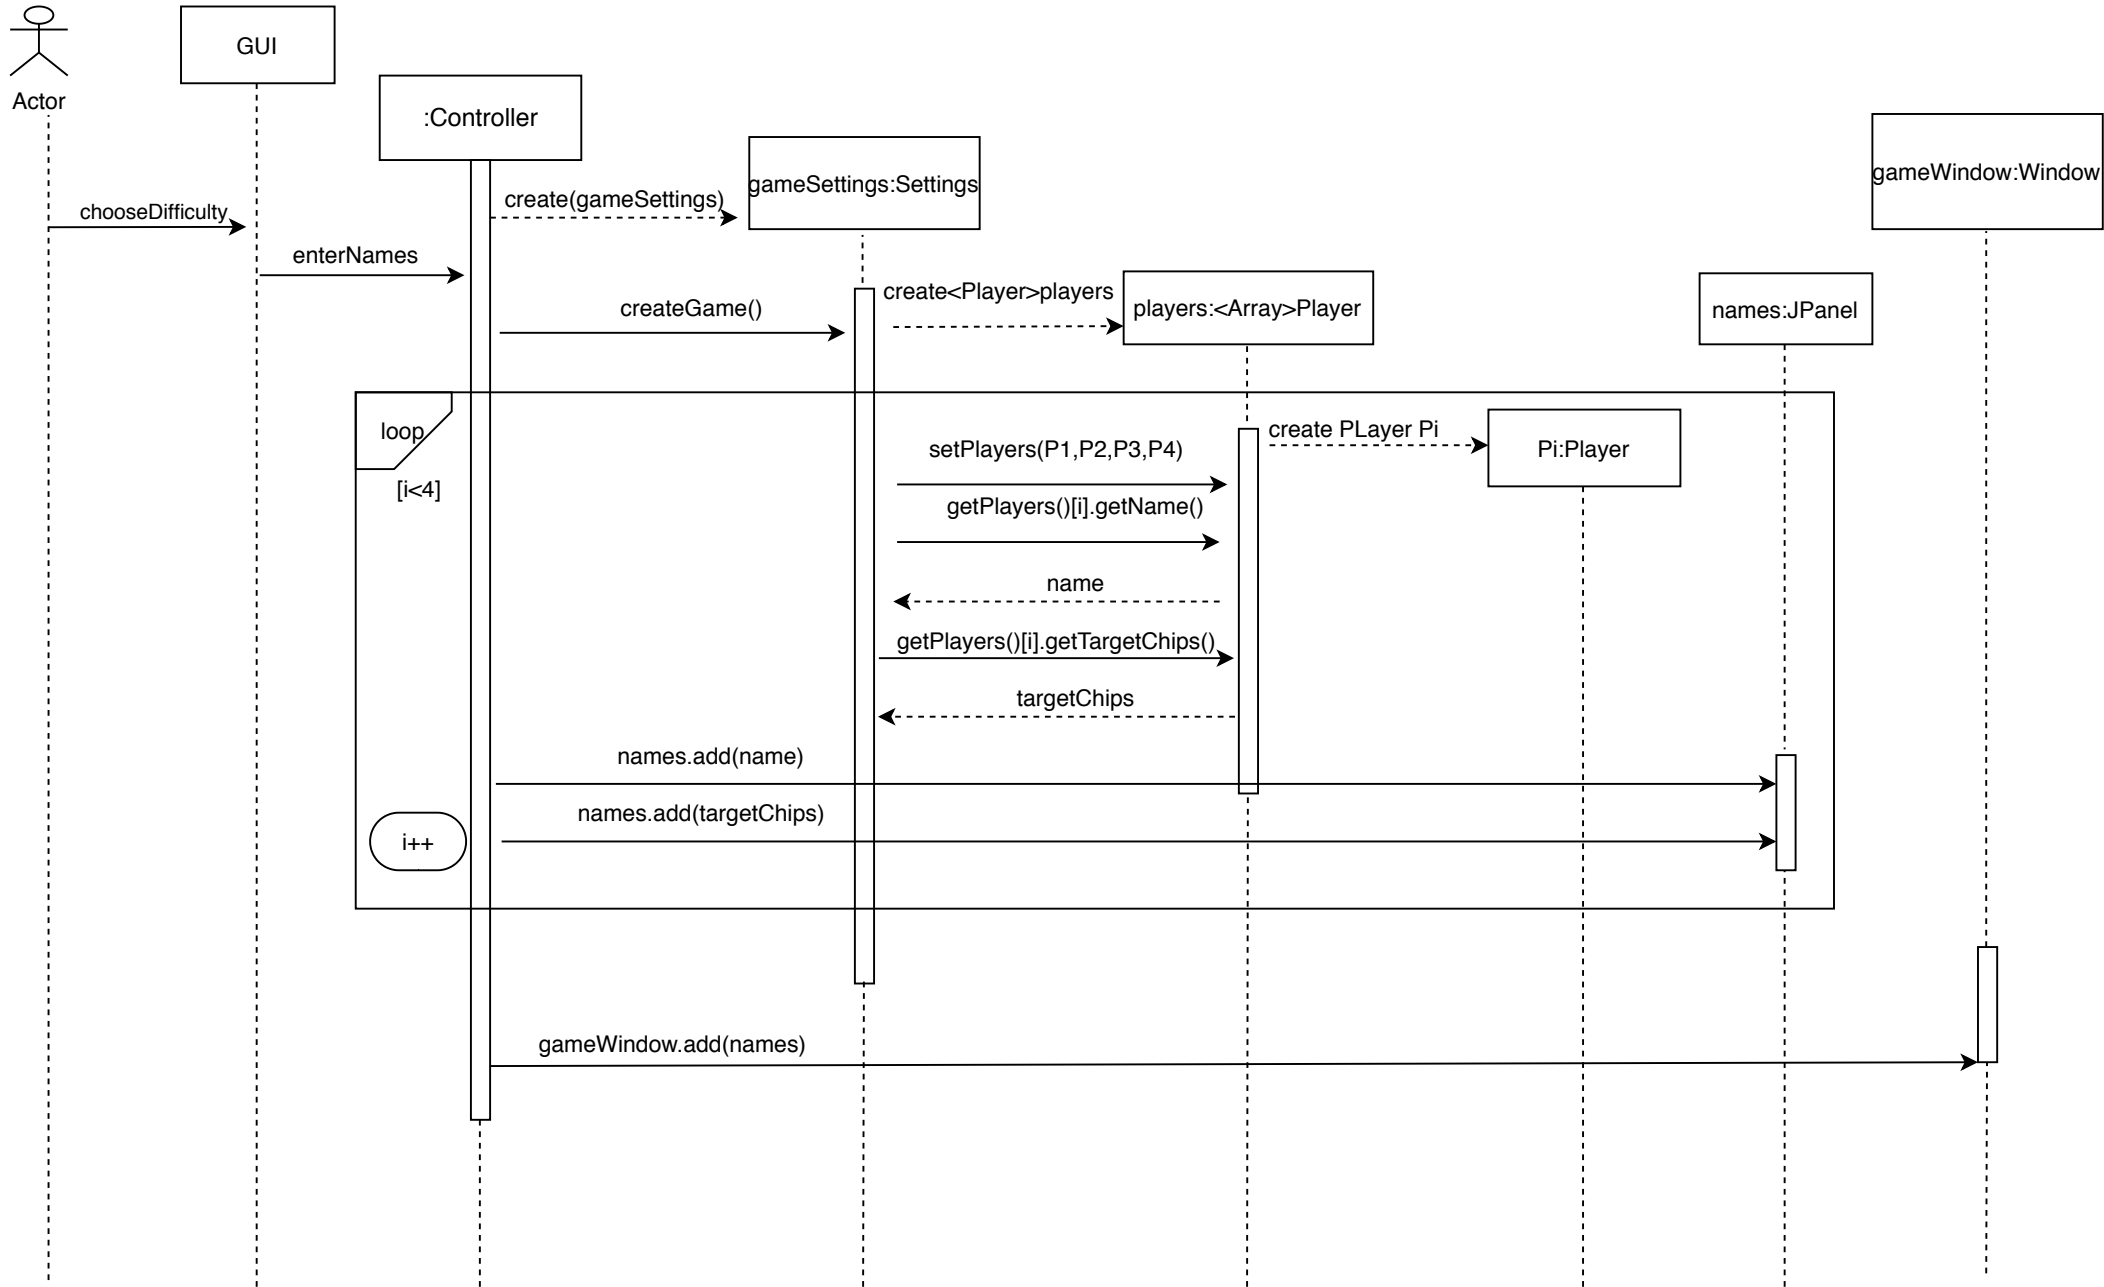 GUI
Actor
:Controller
gameSettings:Settings
gameWindow:Window
create(gameSettings)
chooseDifficulty
enterNames
create<Player>players
players:<Array>Player
names:JPanel
createGame()
loop
[i<4]
create PLayer Pi
Pi:Player
setPlayers(P1,P2,P3,P4)
getPlayers()[i].getName()
name
getPlayers()[i].getTargetChips()
targetChips
names.add(name)
names.add(targetChips)
i++
gameWindow.add(names)